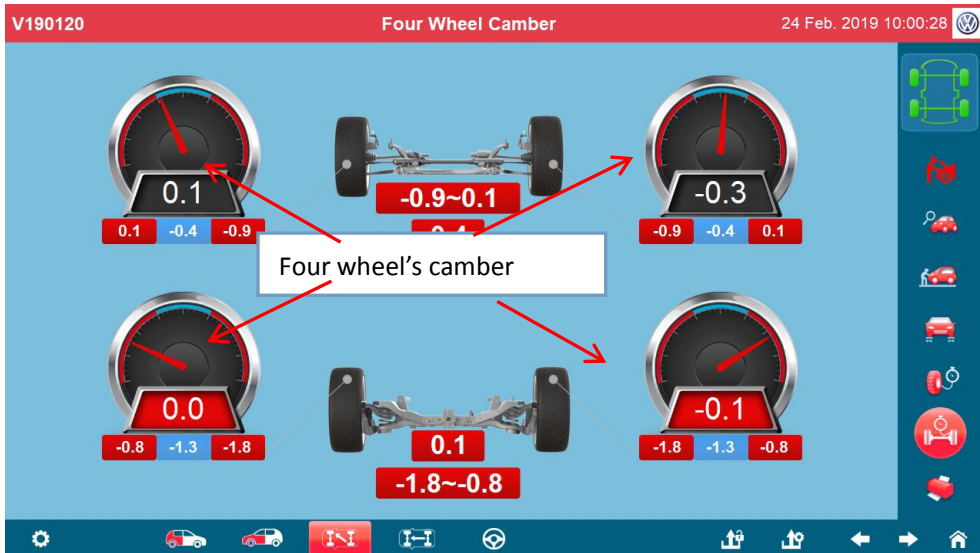 V190120
Four Wheel Camber
24 Feb. 2019 10:00:28
0.1
-0.3
-0.9~0.1
0.1 -0.4 -0.9
-0.9 -0.4 0.1
Four wheel’s camber
0.0
-0.1
-0.8 -1.3 -1.8
0.1
-1.8 -1.3 -0.8
-1.8~-0.8